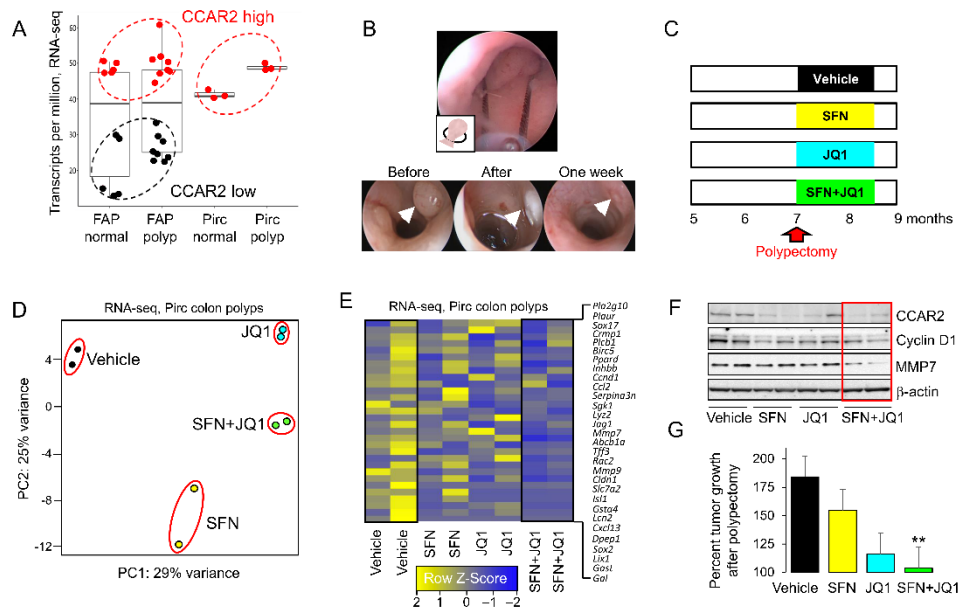 A
Transcripts per million, RNA-seq
60
50
40
30
20
CCAR2 high
CCAR2 low
FAP normal
FAP polyp
Pirc normal
Pirc polyp
B
Before
After
One week
C
Vehicle
SFN
JQ1
SFN+JQ1
5
6
7
8
9 months
Polypectomy
D
RNA-seq, Pirc colon polyps
PC2: 25% variance
4
0
-4
-8
-12
Vehicle
JQ1
SFN+JQ1
SFN
PC1: 29% variance
E
RNA-seq, Pirc colon polyps
Pla2g10
Plaur
Sox17
Crmp1
Plcb1
Birc5
Ppard
Inhbb
Ccnd1
Ccl2
Serpina3n
Sgk1
Lyz2
Jag1
Mmp7
Abcb1a
Tff3
Rac2
Mmp9
Cldn1
Slc7a2
Isl1
Gsta4
Lcn2
Cxcl13
Dpep1
Sox2
Lix1
Gast
Gal
Vehicle
Vehicle
SFN
SFN
JQ1
JQ1
SFN+JQ1
SFN+JQ1
Row Z-Score
2 1 0 −1 −2
F
CCAR2
Cyclin D1
MMP7
β-actin
Vehicle SFN JQ1 SFN+JQ1
G
Percent tumor growth
after polypectomy
175
150
125
100
**
Vehicle SFN JQ1 SFN+JQ1